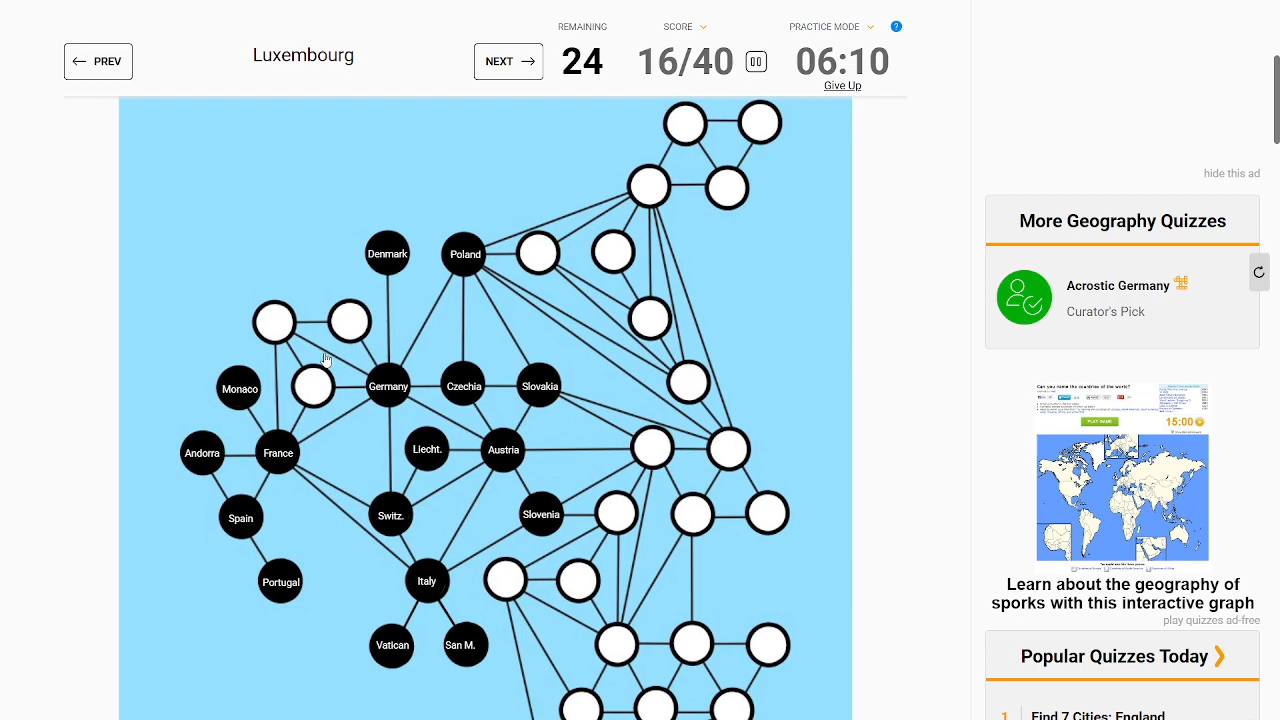 REMAINING
SCORE
PRACTICE MODE
?
← PREV
Luxembourg
NEXT →
24
16/40
06:10
Give Up
hide this ad
More Geography Quizzes
Denmark
Poland
Acrostic Germany
Curator's Pick
Monaco
Germany
Czechia
Slovakia
15:00
Andorra
France
Liecht.
Austria
Spain
Switz.
Slovenia
Portugal
Italy
Learn about the geography of
sporks with this interactive graph
play quizzes ad-free
Vatican
San M.
Popular Quizzes Today
1
Find 7 Cities: England